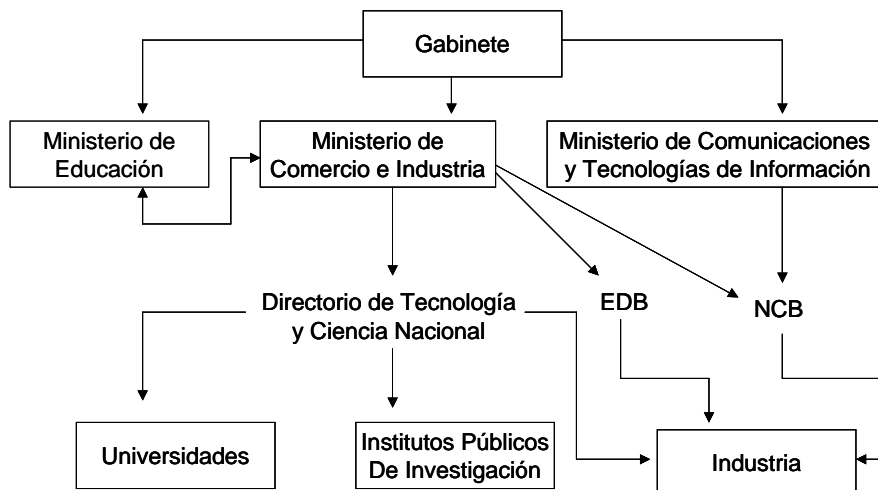 Gabinete
Ministerio de
Educación
Ministerio de
Comercio e Industria
Ministerio de Comunicaciones
y Tecnologías de Información
Directorio de Tecnología
y Ciencia Nacional
EDB
NCB
Universidades
Institutos Públicos
De Investigación
Industria